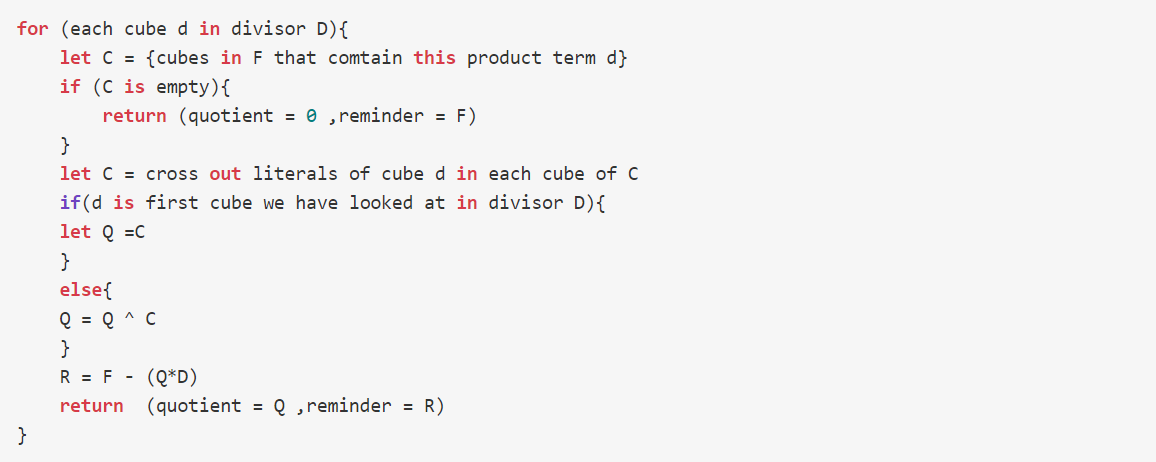 for (each cube d in divisor D){
    let C = {cubes in F that comtain this product term d}
    if (C is empty){
        return (quotient = 0 ,reminder = F)
    }
    let C = cross out literals of cube d in each cube of C
    if(d is first cube we have looked at in divisor D){
    let Q =C
    }
    else{
    Q = Q ^ C
    }
    R = F - (Q*D)
    return  (quotient = Q ,reminder = R)
}